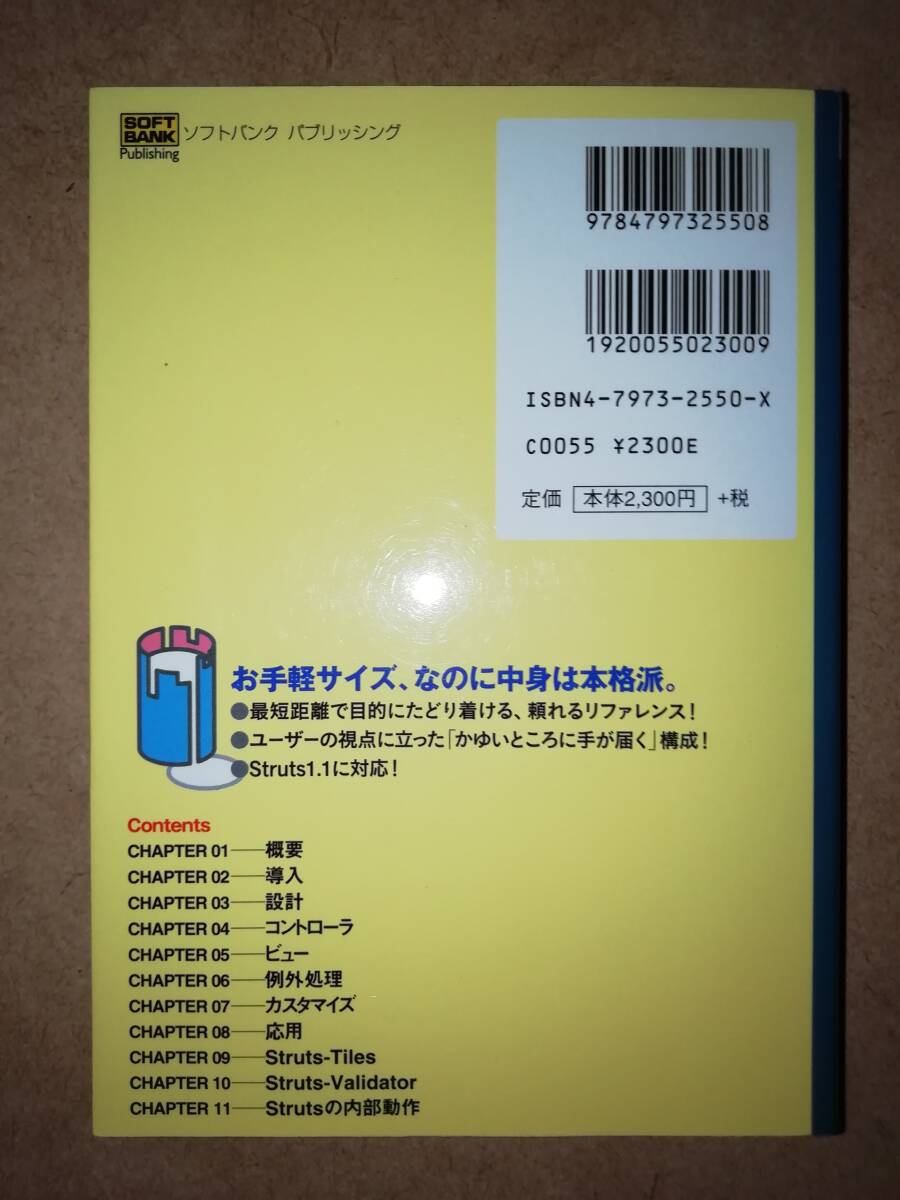 SOFT
BANK
Publishing
ソフトバンク パブリッシング
9784797325508
1920055023009
ISBN4-7973-2550-X
C0055 ¥2300E
定価 本体2,300円 +税
お手軽サイズ、なのに中身は本格派。
●最短距離で目的にたどり着ける、頼れるリファレンス！
●ユーザーの視点に立った「かゆいところに手が届く」構成！
●Struts1.1に対応！
Contents
CHAPTER 01──概要
CHAPTER 02──導入
CHAPTER 03──設計
CHAPTER 04──コントローラ
CHAPTER 05──ビュー
CHAPTER 06──例外処理
CHAPTER 07──カスタマイズ
CHAPTER 08──応用
CHAPTER 09──Struts-Tiles
CHAPTER 10──Struts-Validator
CHAPTER 11──Strutsの内部動作